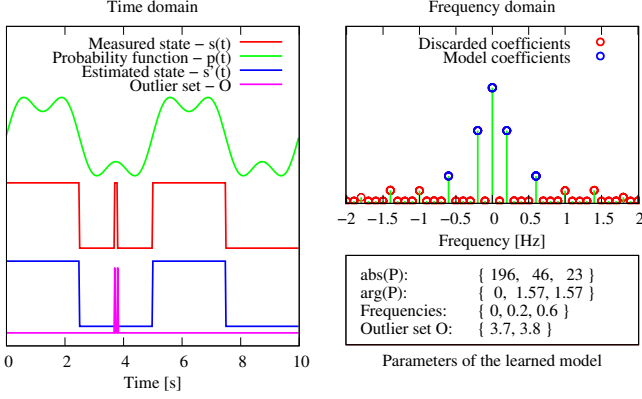 Time domain
Measured state − s(t)
Probability function − p(t)
Estimated state − s'(t)
Outlier set − O
0 2 4 6 8 10
Time [s]
Frequency domain
Discarded coefficients
Model coefficients
−2 −1.5 −1 −0.5 0 0.5 1 1.5 2
Frequency [Hz]
abs(P): { 196, 46, 23 }
arg(P): { 0, 1.57, 1.57 }
Frequencies: { 0, 0.2, 0.6 }
Outlier set O: { 3.7, 3.8 }
Parameters of the learned model